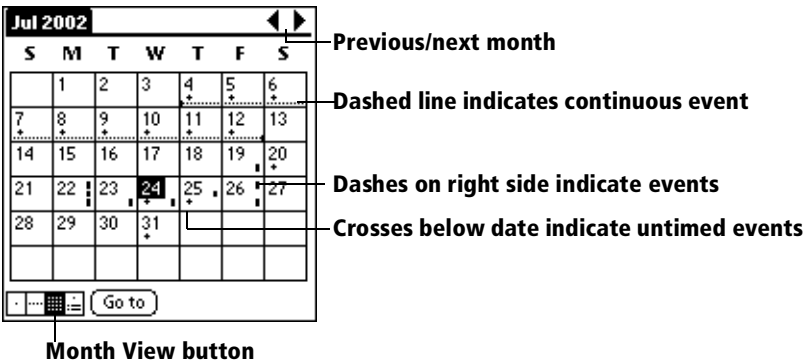 Jul 2002
Previous/next month
S M T W T F S
1 2 3 4 5 6
Dashed line indicates continuous event
7 8 9 10 11 12 13
14 15 16 17 18 19 20
Dashes on right side indicate events
21 22 23 24 25 26 27
Crosses below date indicate untimed events
28 29 30 31
Go to
Month View button